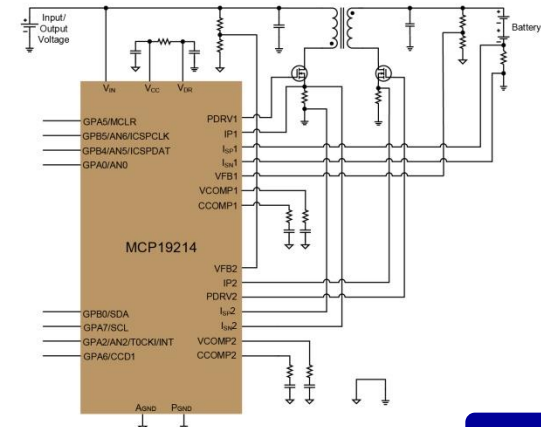 Input/
Output
Voltage
Battery
VIN VCC VDR
GPA5/MCLR
GPB5/AN6/ICSPCLK
GPB4/AN5/ICSPDAT
GPA0/AN0
PDRV1
IP1
ISP1
ISN1
VFB1
VCOMP1
CCOMP1
MCP19214
VFB2
IP2
PDRV2
ISP2
ISN2
VCOMP2
CCOMP2
GPB0/SDA
GPA7/SCL
GPA2/AN2/T0CKI/INT
GPA6/CCD1
AGND PGND